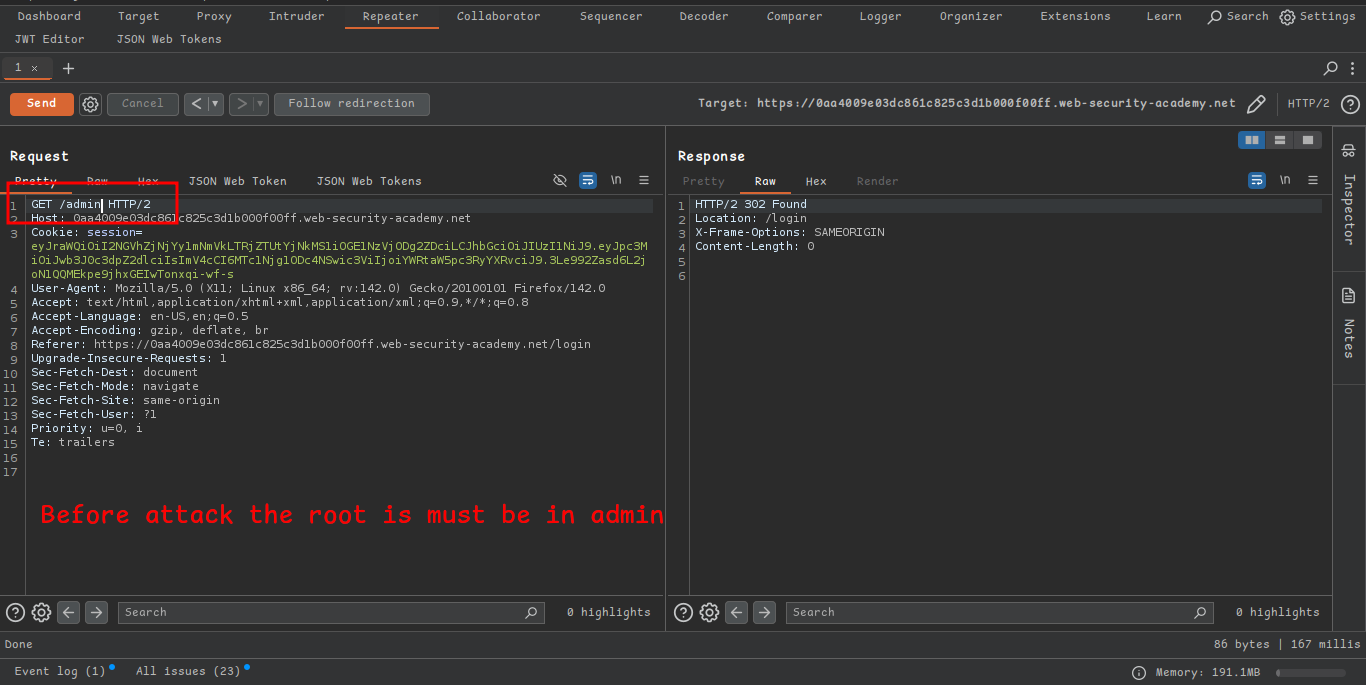 Dashboard Target Proxy Intruder Repeater Collaborator Sequencer Decoder Comparer Logger Organizer Extensions Learn Search Settings
JWT Editor JSON Web Tokens
1 × +
Send Cancel < > Follow redirection Target: https://0aa4009e03dc861c825c3d1b000f00ff.web-security-academy.net HTTP/2
Request
Pretty Raw Hex JSON Web Token JSON Web Tokens \n
1 GET /admin HTTP/2
2 Host: 0aa4009e03dc861c825c3d1b000f00ff.web-security-academy.net
3 Cookie: session=
4 User-Agent: Mozilla/5.0 (X11; Linux x86_64; rv:142.0) Gecko/20100101 Firefox/142.0
5 Accept: text/html,application/xhtml+xml,application/xml;q=0.9,*/*;q=0.8
6 Accept-Language: en-US,en;q=0.5
7 Accept-Encoding: gzip, deflate, br
8 Referer: https://0aa4009e03dc861c825c3d1b000f00ff.web-security-academy.net/login
9 Upgrade-Insecure-Requests: 1
10 Sec-Fetch-Dest: document
11 Sec-Fetch-Mode: navigate
12 Sec-Fetch-Site: same-origin
13 Sec-Fetch-User: ?1
14 Priority: u=0, i
15 Te: trailers
16
17
Before attack the root is must be in admin
Search 0 highlights
Response
Pretty Raw Hex Render \n
1 HTTP/2 302 Found
2 Location: /login
3 X-Frame-Options: SAMEORIGIN
4 Content-Length: 0
5
6
Search 0 highlights
Inspector
Notes
Done 86 bytes | 167 millis
Event log (1) All issues (23) Memory: 191.1MB